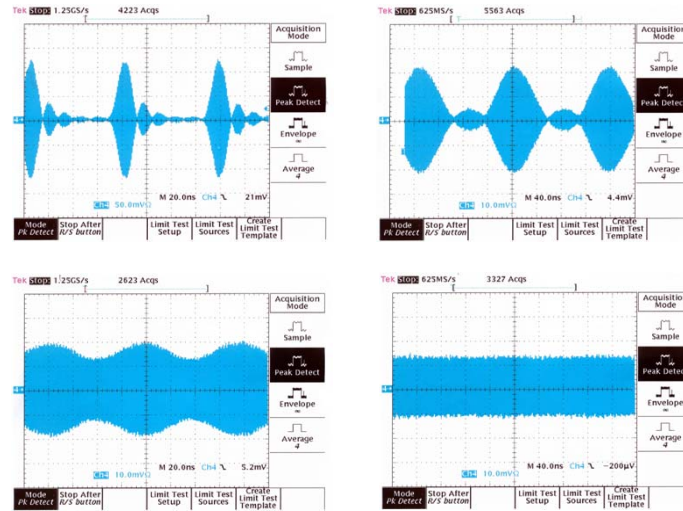 Tek Stop: 1.25GS/s 4223 Acqs
Acquisition
Mode
Sample
Peak Detect
Envelope
∞
Average
4
M 20.0ns Ch4 21mV
Ch4 50.0mVΩ
Mode
Pk Detect
Stop After
R/S button
Limit Test
Setup
Limit Test
Sources
Create
Limit Test
Template
Tek Stop: 625MS/s 5563 Acqs
Acquisition
Mode
Sample
Peak Detect
Envelope
∞
Average
4
M 40.0ns Ch4 4.4mV
Ch4 10.0mVΩ
Mode
Pk Detect
Stop After
R/S button
Limit Test
Setup
Limit Test
Sources
Create
Limit Test
Template
Tek Stop: 1.25GS/s 2623 Acqs
Acquisition
Mode
Sample
Peak Detect
Envelope
∞
Average
4
M 20.0ns Ch4 5.2mV
Ch4 10.0mVΩ
Mode
Pk Detect
Stop After
R/S button
Limit Test
Setup
Limit Test
Sources
Create
Limit Test
Template
Tek Stop: 625MS/s 3327 Acqs
Acquisition
Mode
Sample
Peak Detect
Envelope
∞
Average
4
M 40.0ns Ch4 -200µV
Ch4 10.0mVΩ
Mode
Pk Detect
Stop After
R/S button
Limit Test
Setup
Limit Test
Sources
Create
Limit Test
Template